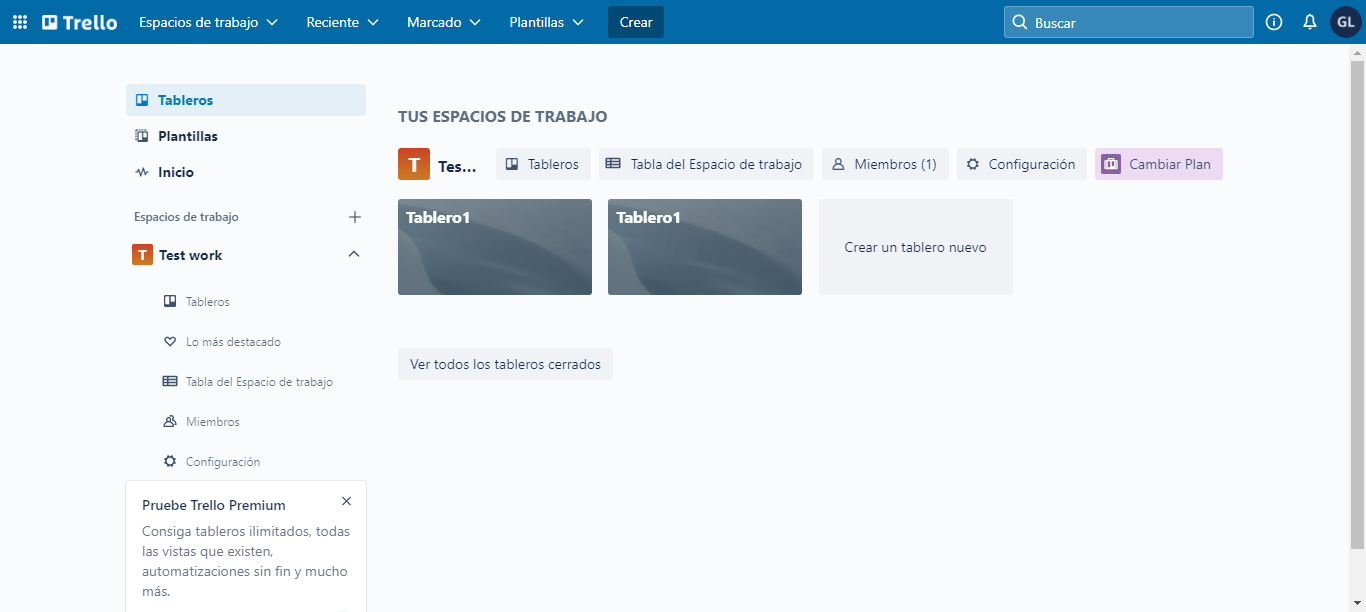 Trello Espacios de trabajo Reciente Marcado Plantillas Crear Buscar GL
Tableros
Plantillas
Inicio
Espacios de trabajo
T Test work
Tableros
Lo más destacado
Tabla del Espacio de trabajo
Miembros
Configuración
Pruebe Trello Premium
Consiga tableros ilimitados, todas
las vistas que existen,
automatizaciones sin fin y mucho
más.
TUS ESPACIOS DE TRABAJO
T Tes... Tableros Tabla del Espacio de trabajo Miembros (1) Configuración Cambiar Plan
Tablero1 Tablero1
Crear un tablero nuevo
Ver todos los tableros cerrados